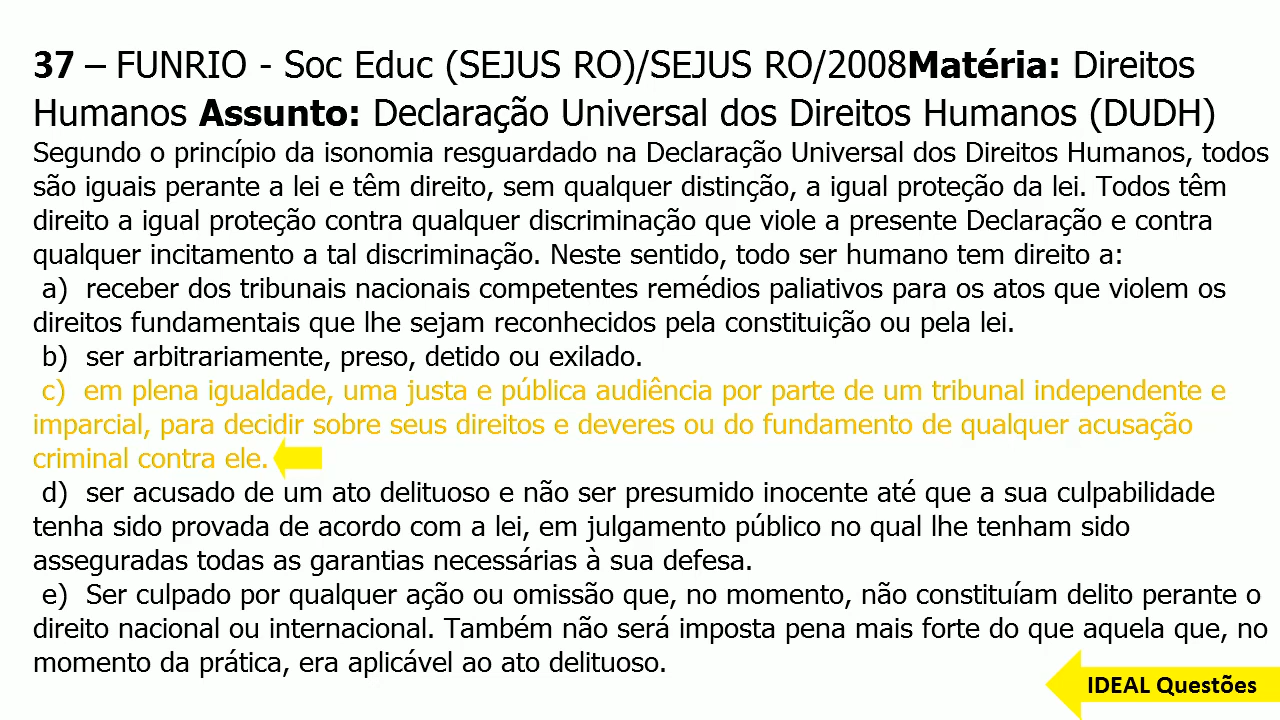 37 – FUNRIO - Soc Educ (SEJUS RO)/SEJUS RO/2008Matéria: Direitos
Humanos Assunto: Declaração Universal dos Direitos Humanos (DUDH)
Segundo o princípio da isonomia resguardado na Declaração Universal dos Direitos Humanos, todos
são iguais perante a lei e têm direito, sem qualquer distinção, a igual proteção da lei. Todos têm
direito a igual proteção contra qualquer discriminação que viole a presente Declaração e contra
qualquer incitamento a tal discriminação. Neste sentido, todo ser humano tem direito a:
a) receber dos tribunais nacionais competentes remédios paliativos para os atos que violem os
direitos fundamentais que lhe sejam reconhecidos pela constituição ou pela lei.
b) ser arbitrariamente, preso, detido ou exilado.
c) em plena igualdade, uma justa e pública audiência por parte de um tribunal independente e
imparcial, para decidir sobre seus direitos e deveres ou do fundamento de qualquer acusação
criminal contra ele.
d) ser acusado de um ato delituoso e não ser presumido inocente até que a sua culpabilidade
tenha sido provada de acordo com a lei, em julgamento público no qual lhe tenham sido
asseguradas todas as garantias necessárias à sua defesa.
e) Ser culpado por qualquer ação ou omissão que, no momento, não constituíam delito perante o
direito nacional ou internacional. Também não será imposta pena mais forte do que aquela que, no
momento da prática, era aplicável ao ato delituoso.
IDEAL Questões